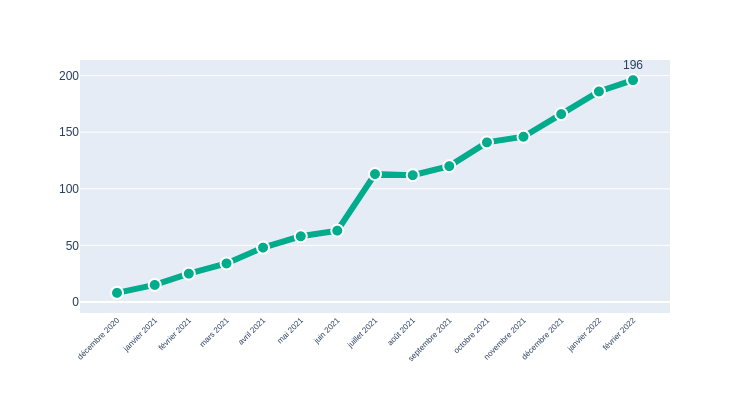 196
200
150
100
50
0
décembre 2020
janvier 2021
février 2021
mars 2021
avril 2021
mai 2021
juin 2021
juillet 2021
août 2021
septembre 2021
octobre 2021
novembre 2021
décembre 2021
janvier 2022
février 2022